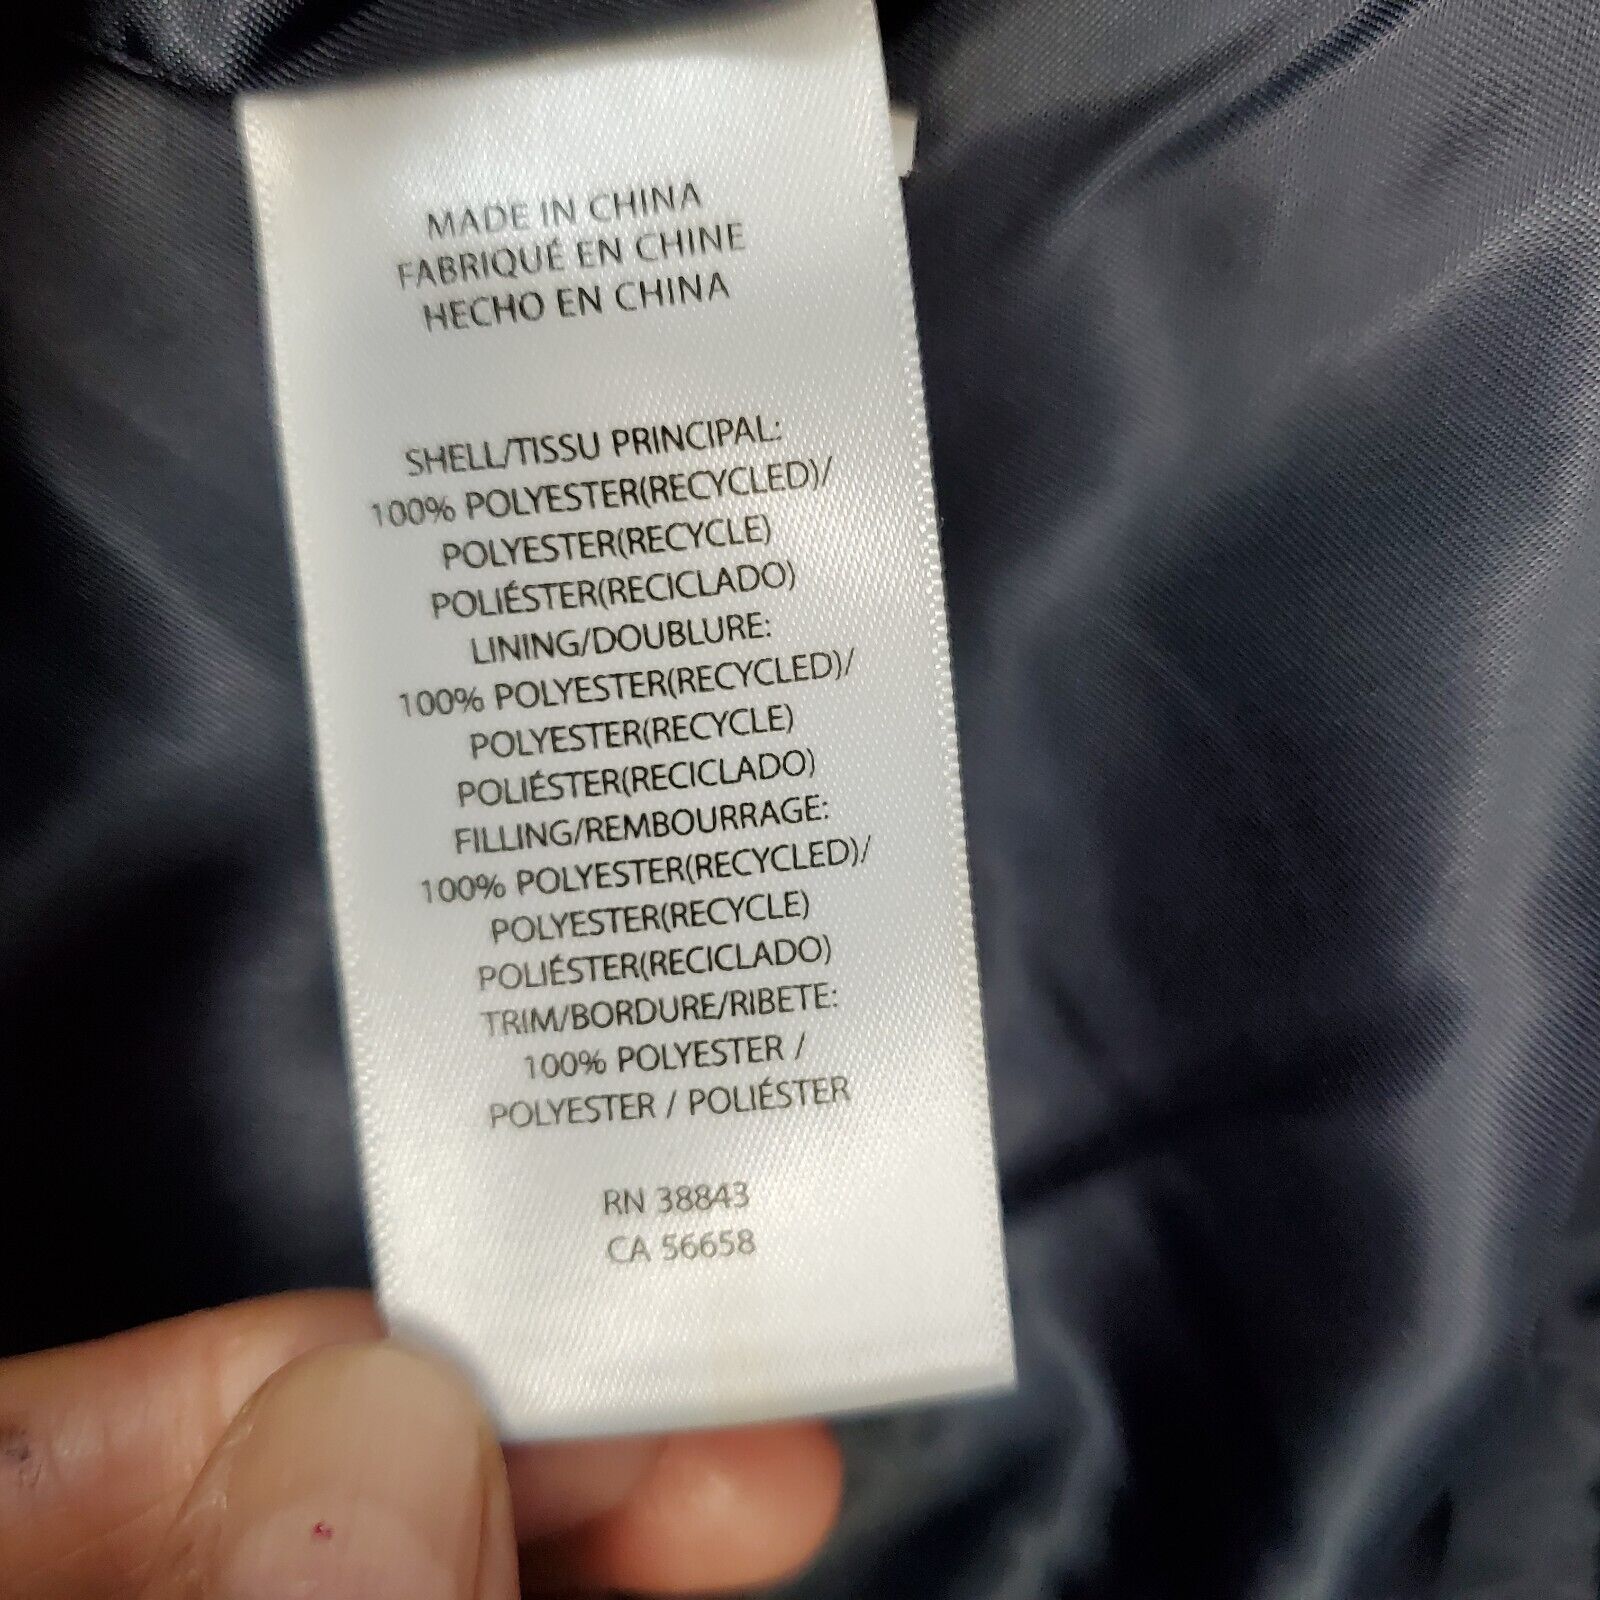 MADE IN CHINA
FABRIQUÉ EN CHINE
HECHO EN CHINA
SHELL/TISSU PRINCIPAL:
100% POLYESTER(RECYCLED)/
POLYESTER(RECYCLE)
POLIÉSTER(RECICLADO)
LINING/DOUBLURE:
100% POLYESTER(RECYCLED)/
POLYESTER(RECYCLE)
POLIÉSTER(RECICLADO)
FILLING/REMBOURRAGE:
100% POLYESTER(RECYCLED)/
POLYESTER(RECYCLE)
POLIÉSTER(RECICLADO)
TRIM/BORDURE/RIBETE:
100% POLYESTER /
POLYESTER / POLIÉSTER
RN 38843
CA 56658